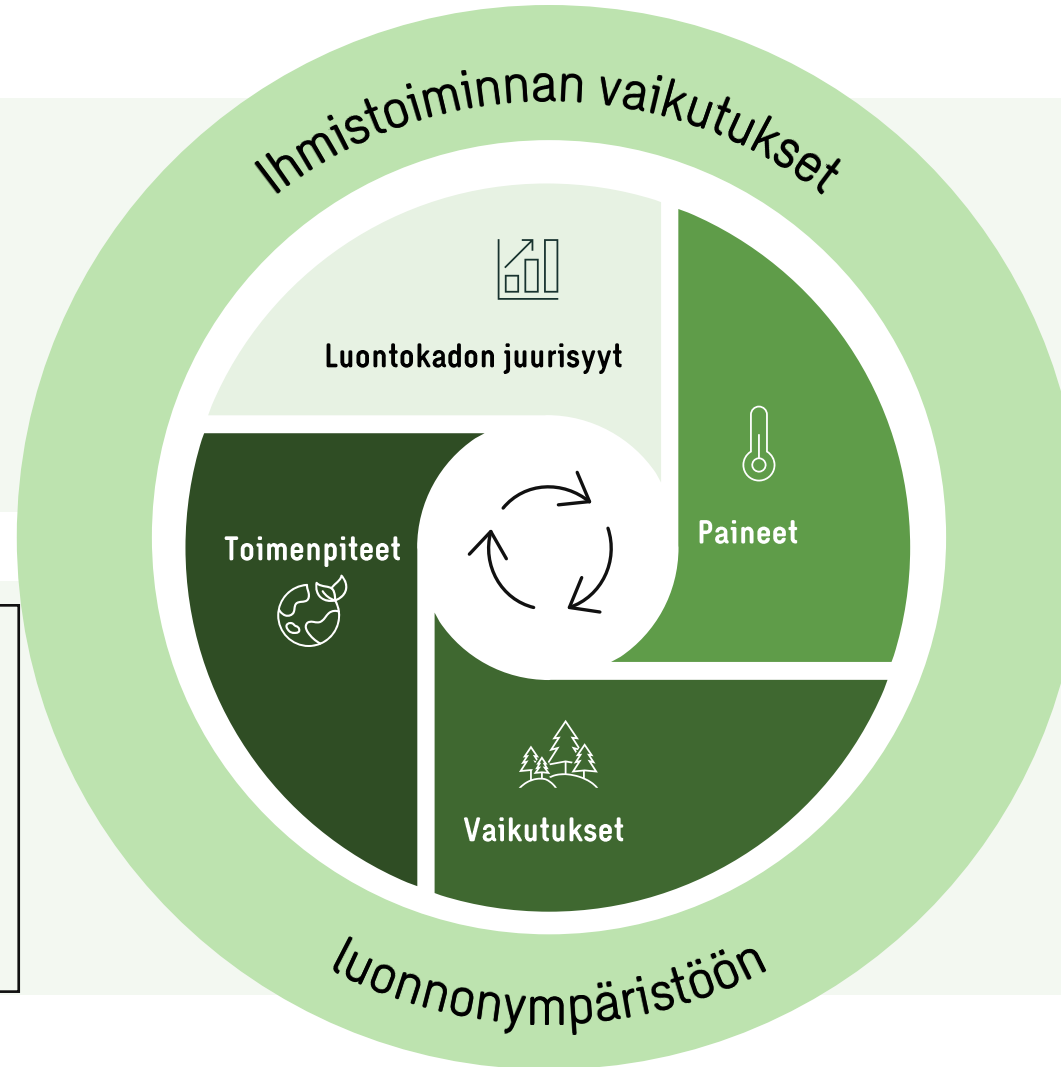 Ihmistoiminnan vaikutukset
Luontokadon juurisyyt
Paineet
Toimenpiteet
Vaikutukset
luonnonympäristöön